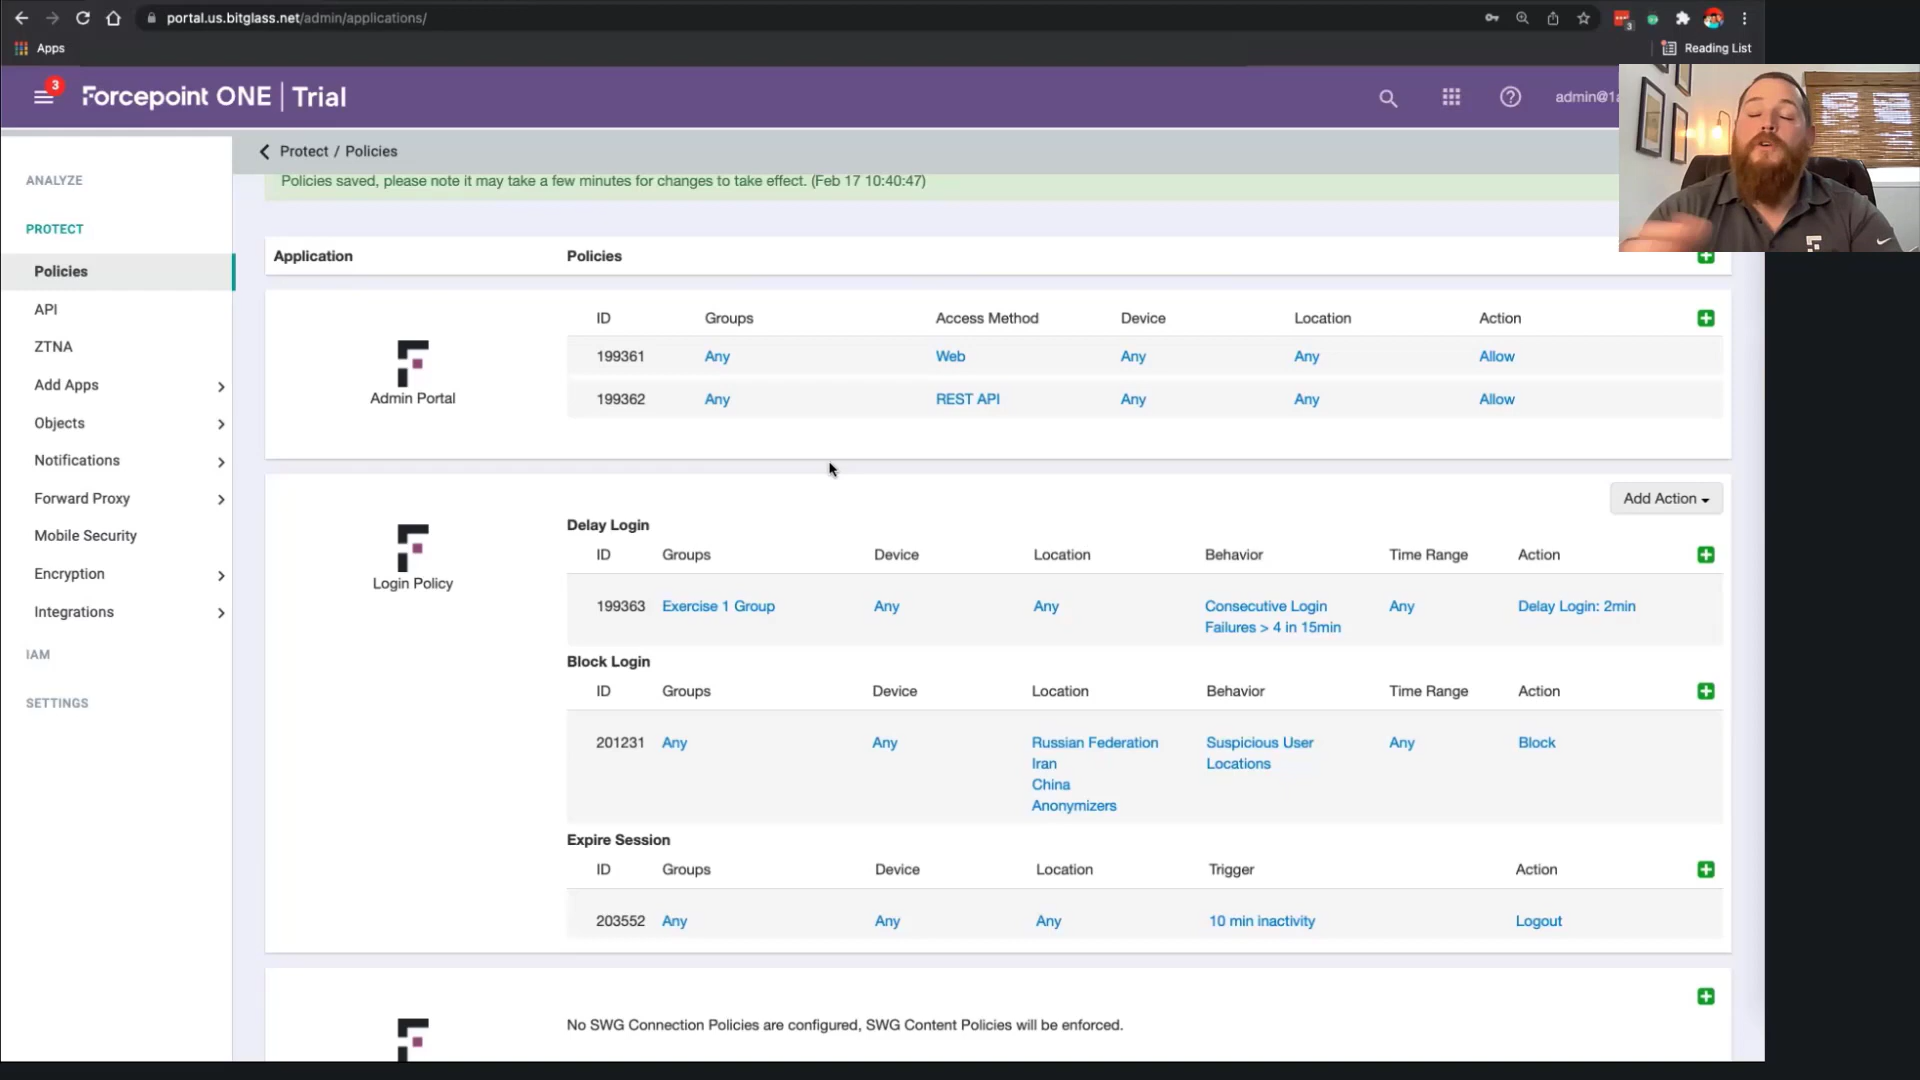 portal.us.bitglass.net/admin/applications/
3
Apps
Reading List
3
Forcepoint ONE | Trial
admin@1a
ANALYZE
PROTECT
Policies
API
ZTNA
Add Apps
Objects
Notifications
Forward Proxy
Mobile Security
Encryption
Integrations
IAM
SETTINGS
Protect / Policies
Policies saved, please note it may take a few minutes for changes to take effect. (Feb 17 10:40:47)
Application Policies
Admin Portal
ID Groups Access Method Device Location Action
199361 Any Web Any Any Allow
199362 Any REST API Any Any Allow
Login Policy
Add Action
Delay Login
ID Groups Device Location Behavior Time Range Action
199363 Exercise 1 Group Any Any Consecutive Login Any Delay Login: 2min
Failures > 4 in 15min
Block Login
ID Groups Device Location Behavior Time Range Action
201231 Any Any Russian Federation Suspicious User Any Block
Iran Locations
China
Anonymizers
Expire Session
ID Groups Device Location Trigger Action
203552 Any Any Any 10 min inactivity Logout
No SWG Connection Policies are configured, SWG Content Policies will be enforced.